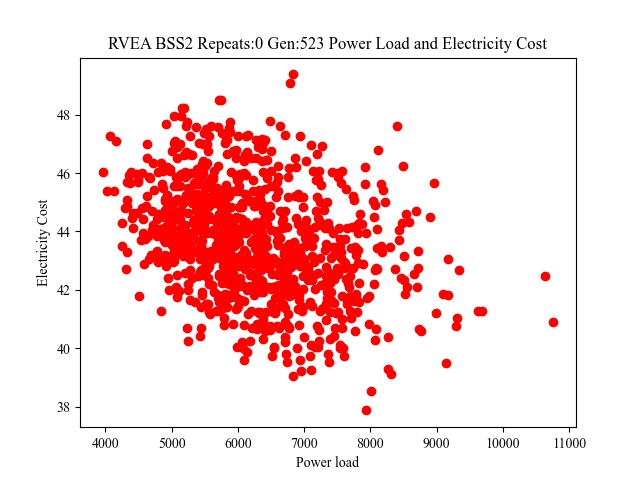 RVEA BSS2 Repeats:0 Gen:523 Power Load and Electricity Cost
48
46
44
42
40
38
Electricity Cost
4000 5000 6000 7000 8000 9000 10000 11000
Power load